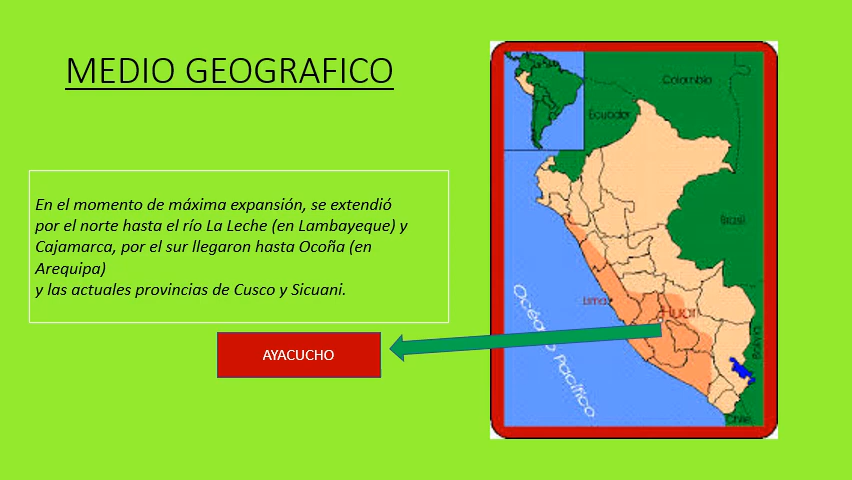 MEDIO GEOGRAFICO
En el momento de máxima expansión, se extendió
por el norte hasta el río La Leche (en Lambayeque) y
Cajamarca, por el sur llegaron hasta Ocoña (en
Arequipa)
y las actuales provincias de Cusco y Sicuani.
AYACUCHO
Colombia
Ecuador
Brasil
Lima
Huari
Océano Pacífico
Bolivia
Chile